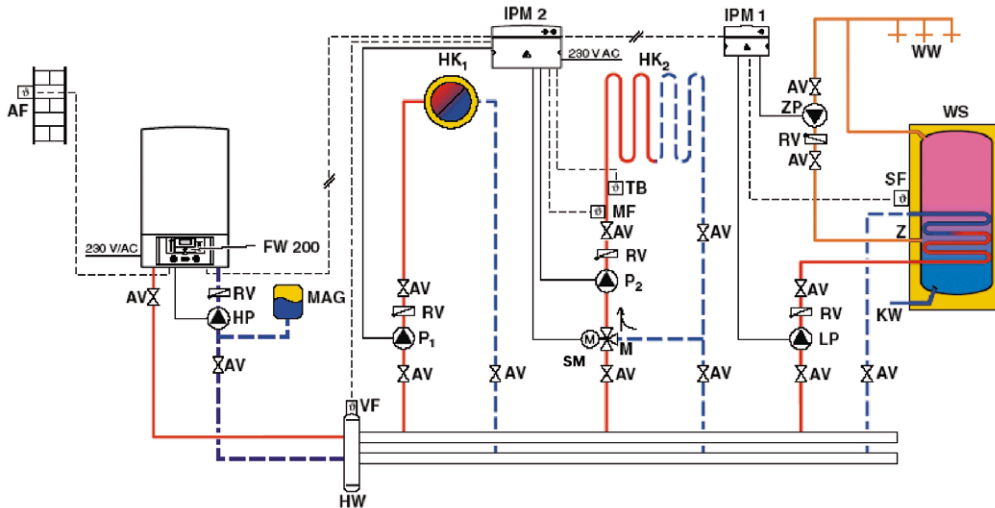 IPM 2
IPM 1
230 V AC
HK1
HK2
WW
AV
ZP
RV
AV
WS
AF
SF
TB
MF
AV
AV
Z
230 V/AC
FW 200
RV
MAG
AV
HP
RV
P2
AV
RV
P1
AV
RV
LP
KW
M
SM
M
AV
AV
AV
AV
AV
AV
AV
VF
HW